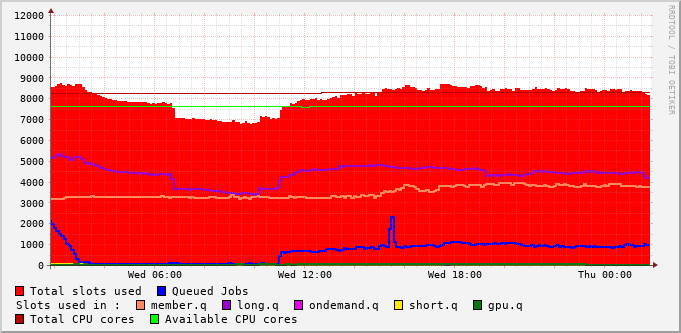 RRDTOOL / TOBI OETIKER
12000
11000
10000
9000
8000
7000
6000
5000
4000
3000
2000
1000
0
Wed 06:00 Wed 12:00 Wed 18:00 Thu 00:00
Total slots used Queued Jobs
Slots used in : member.q long.q ondemand.q short.q gpu.q
Total CPU cores Available CPU cores